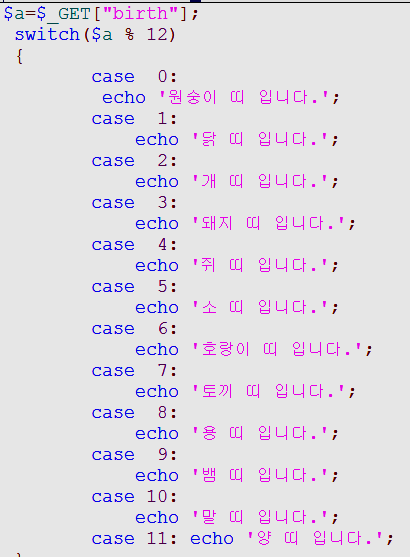 $a=$_GET["birth"];
switch($a % 12)
{
case 0:
echo '원숭이 띠 입니다.';
case 1:
echo '닭 띠 입니다.';
case 2:
echo '개 띠 입니다.';
case 3:
echo '돼지 띠 입니다.';
case 4:
echo '쥐 띠 입니다.';
case 5:
echo '소 띠 입니다.';
case 6:
echo '호랑이 띠 입니다.';
case 7:
echo '토끼 띠 입니다.';
case 8:
echo '용 띠 입니다.';
case 9:
echo '뱀 띠 입니다.';
case 10:
echo '말 띠 입니다.';
case 11: echo '양 띠 입니다.';
}